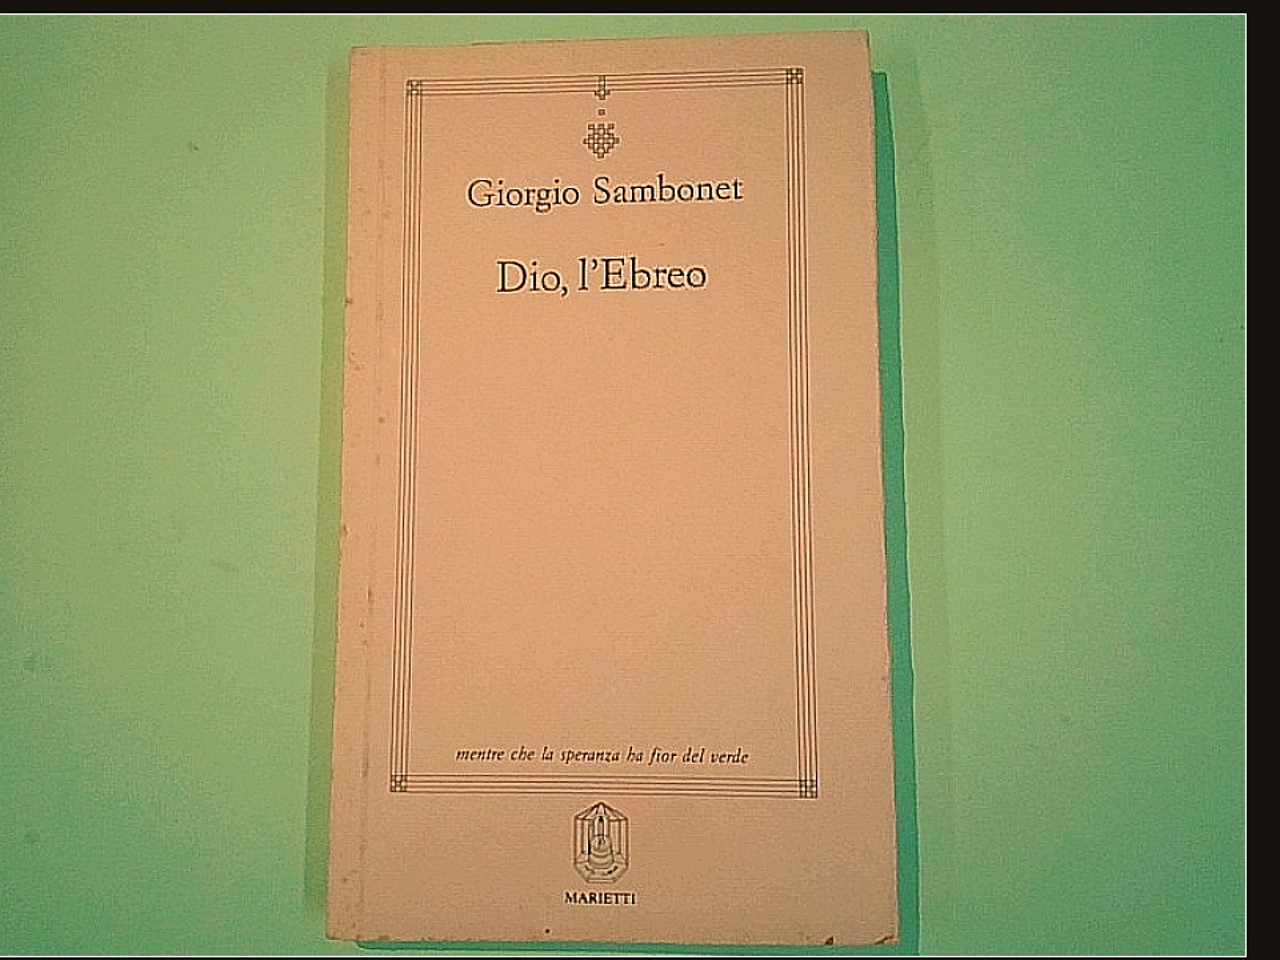 Giorgio Sambonet
Dio, l’Ebreo
mentre che la speranza ha fior del verde
MARIETTI